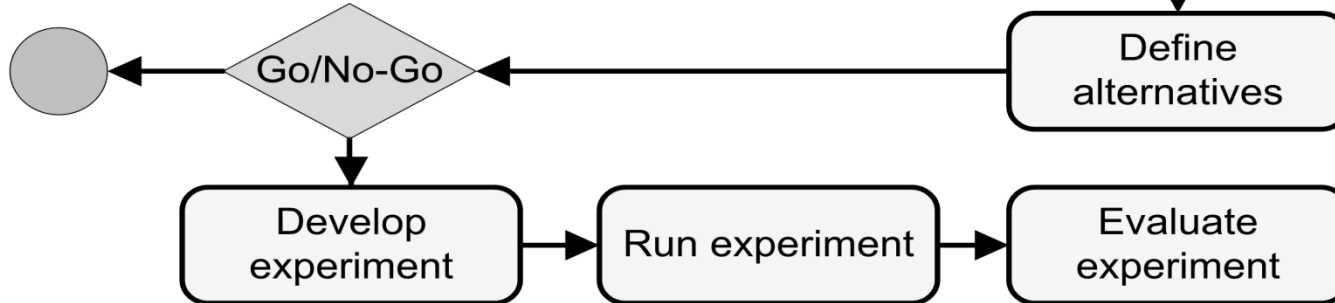 Go/No-Go
Define
alternatives
Develop
experiment
Run experiment
Evaluate
experiment